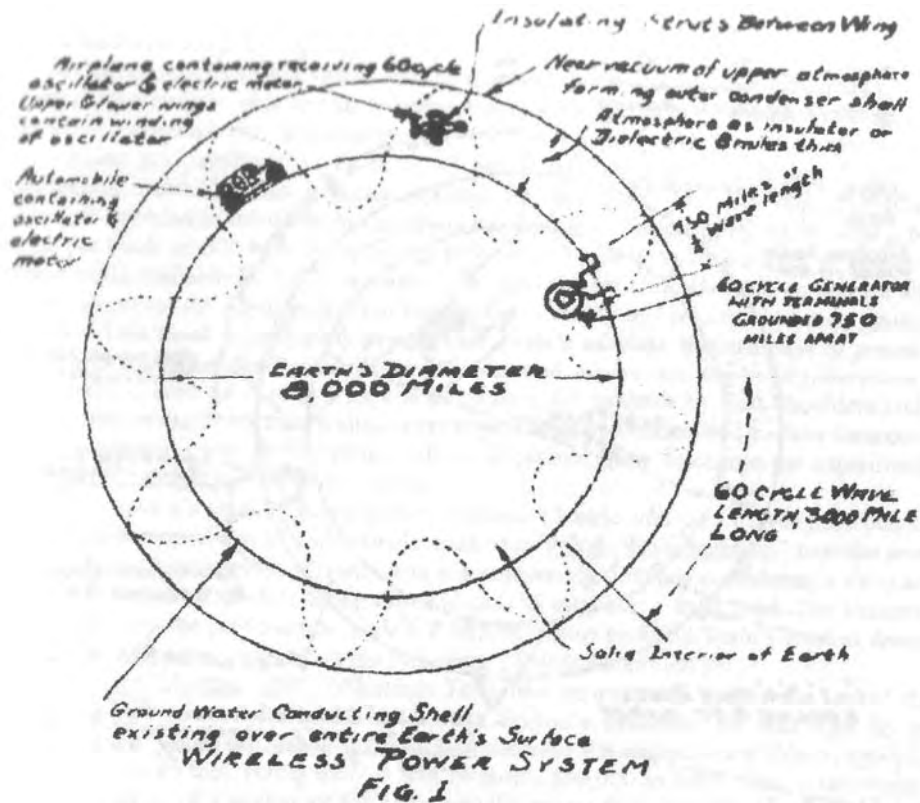 Insulating Struts Between Wing
Airplane containing receiving 60 cycle
oscillator & electric motor
Upper & lower wings
contain winding
of oscillator
Near vacuum of upper atmosphere
forming outer condenser shell
Atmosphere as insulator or
Dielectric miles thick
Automobile
containing
oscillator &
electric
motor
750 Miles or
1/4 Wave length
60 CYCLE GENERATOR
WITH TERMINALS
GROUNDED 750
MILES AWAY
EARTH'S DIAMETER
8,000 MILES
60 CYCLE WAVE
LENGTH, 3,000 MILE
LONG
Solid Interior of Earth
Ground Water Conducting Shell
existing over entire Earth's Surface
WIRELESS POWER SYSTEM
FIG. 1